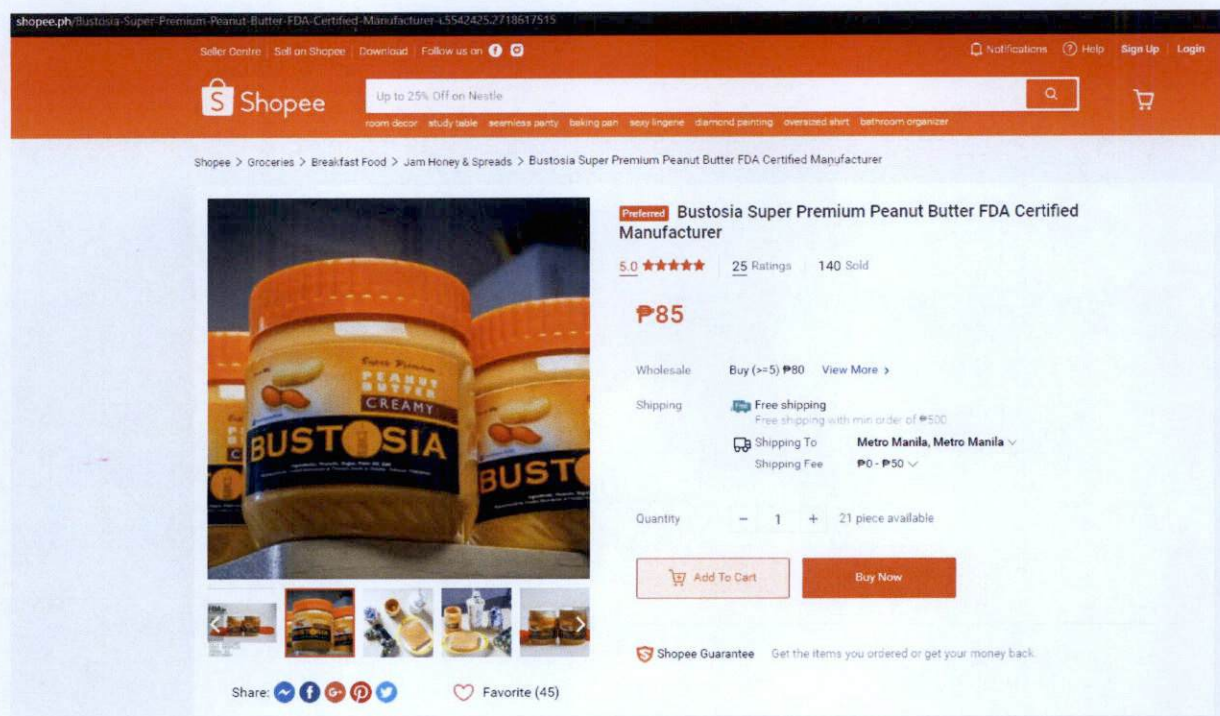 shopee.ph/Bustosia-Super-Premium-Peanut-Butter-FDA-Certified-Manufacturer-i.5542425.2718617515
Seller Centre | Sell on Shopee | Download | Follow us on
Notifications Help Sign Up Login
Shopee
Up to 25% Off on Nestle
room decor study table seamless panty baking pan sexy lingerie diamond painting oversized shirt bathroom organizer
Shopee > Groceries > Breakfast Food > Jam Honey & Spreads > Bustosia Super Premium Peanut Butter FDA Certified Manufacturer
Preferred Bustosia Super Premium Peanut Butter FDA Certified
Manufacturer
5.0 25 Ratings 140 Sold
₱85
Wholesale Buy (>=5) ₱80 View More >
Shipping Free shipping
Free shipping with min order of ₱500
Shipping To Metro Manila, Metro Manila
Shipping Fee ₱0 - ₱50
Quantity - 1 + 21 piece available
Add To Cart Buy Now
Shopee Guarantee Get the items you ordered or get your money back.
Super Premium
PEANUT
BUTTER
CREAMY
BUSTOSIA
BUST
BUSTOSIA
Share: Favorite (45)